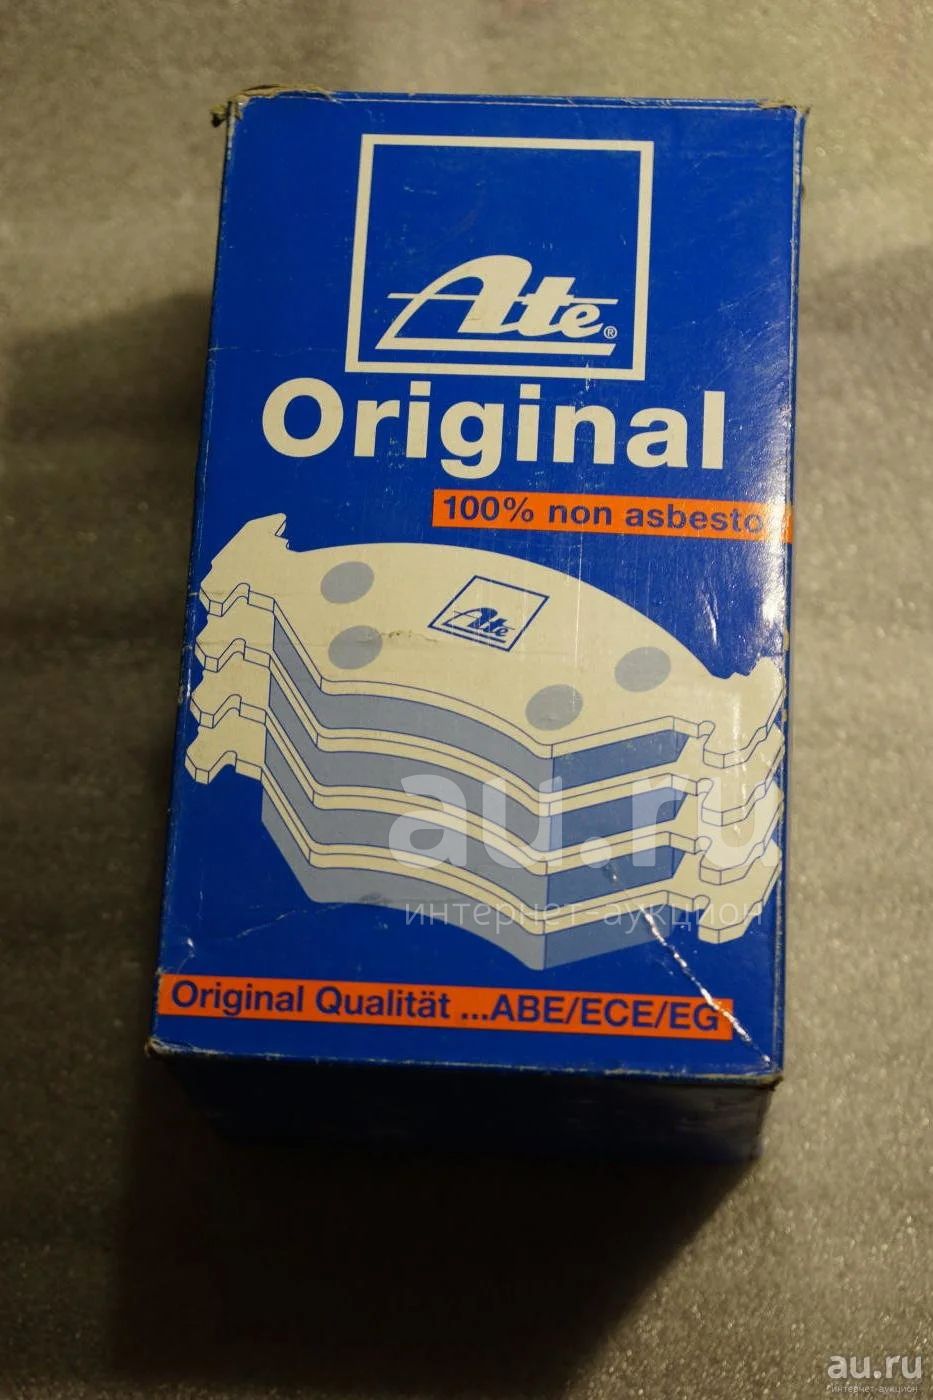 Ate®
Original
100% non asbesto
Ate
au.ru
интернет-аукцион
Original Qualität ...ABE/ECE/EG
au.ru
интернет-аукцион